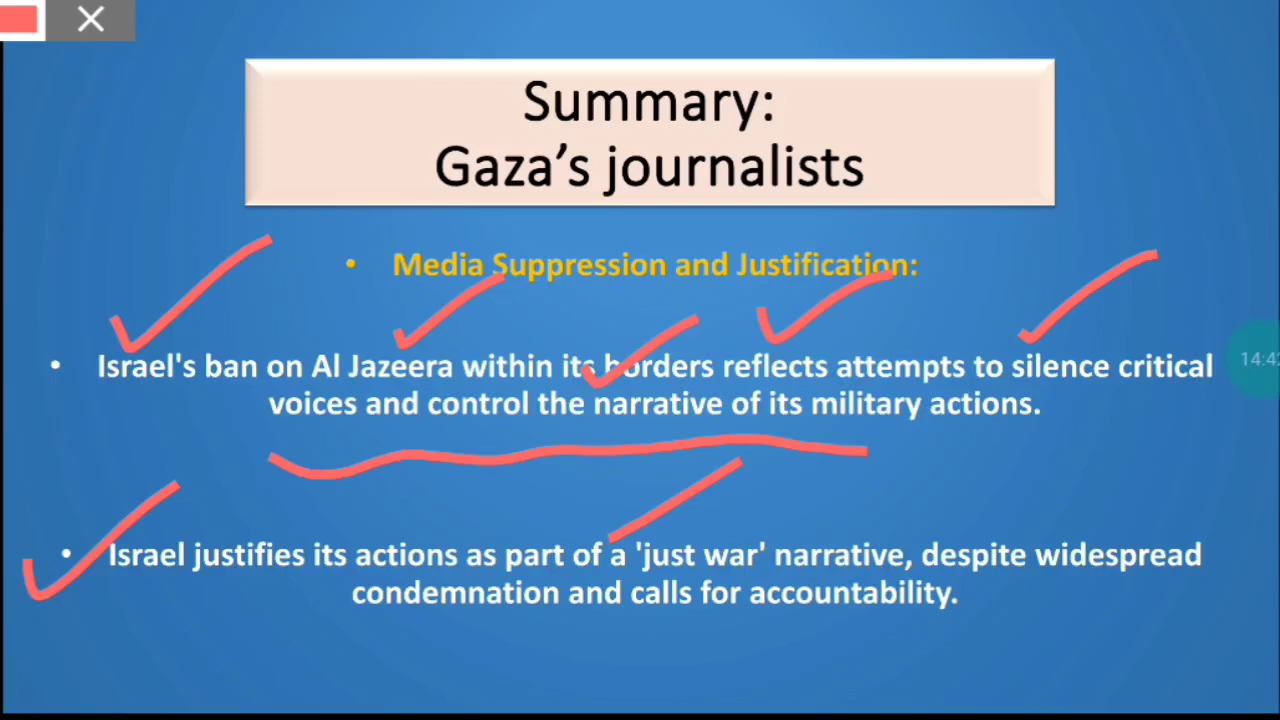 Summary:
Gaza’s journalists
• Media Suppression and Justification:
• Israel's ban on Al Jazeera within its borders reflects attempts to silence critical
voices and control the narrative of its military actions.
• Israel justifies its actions as part of a 'just war' narrative, despite widespread
condemnation and calls for accountability.